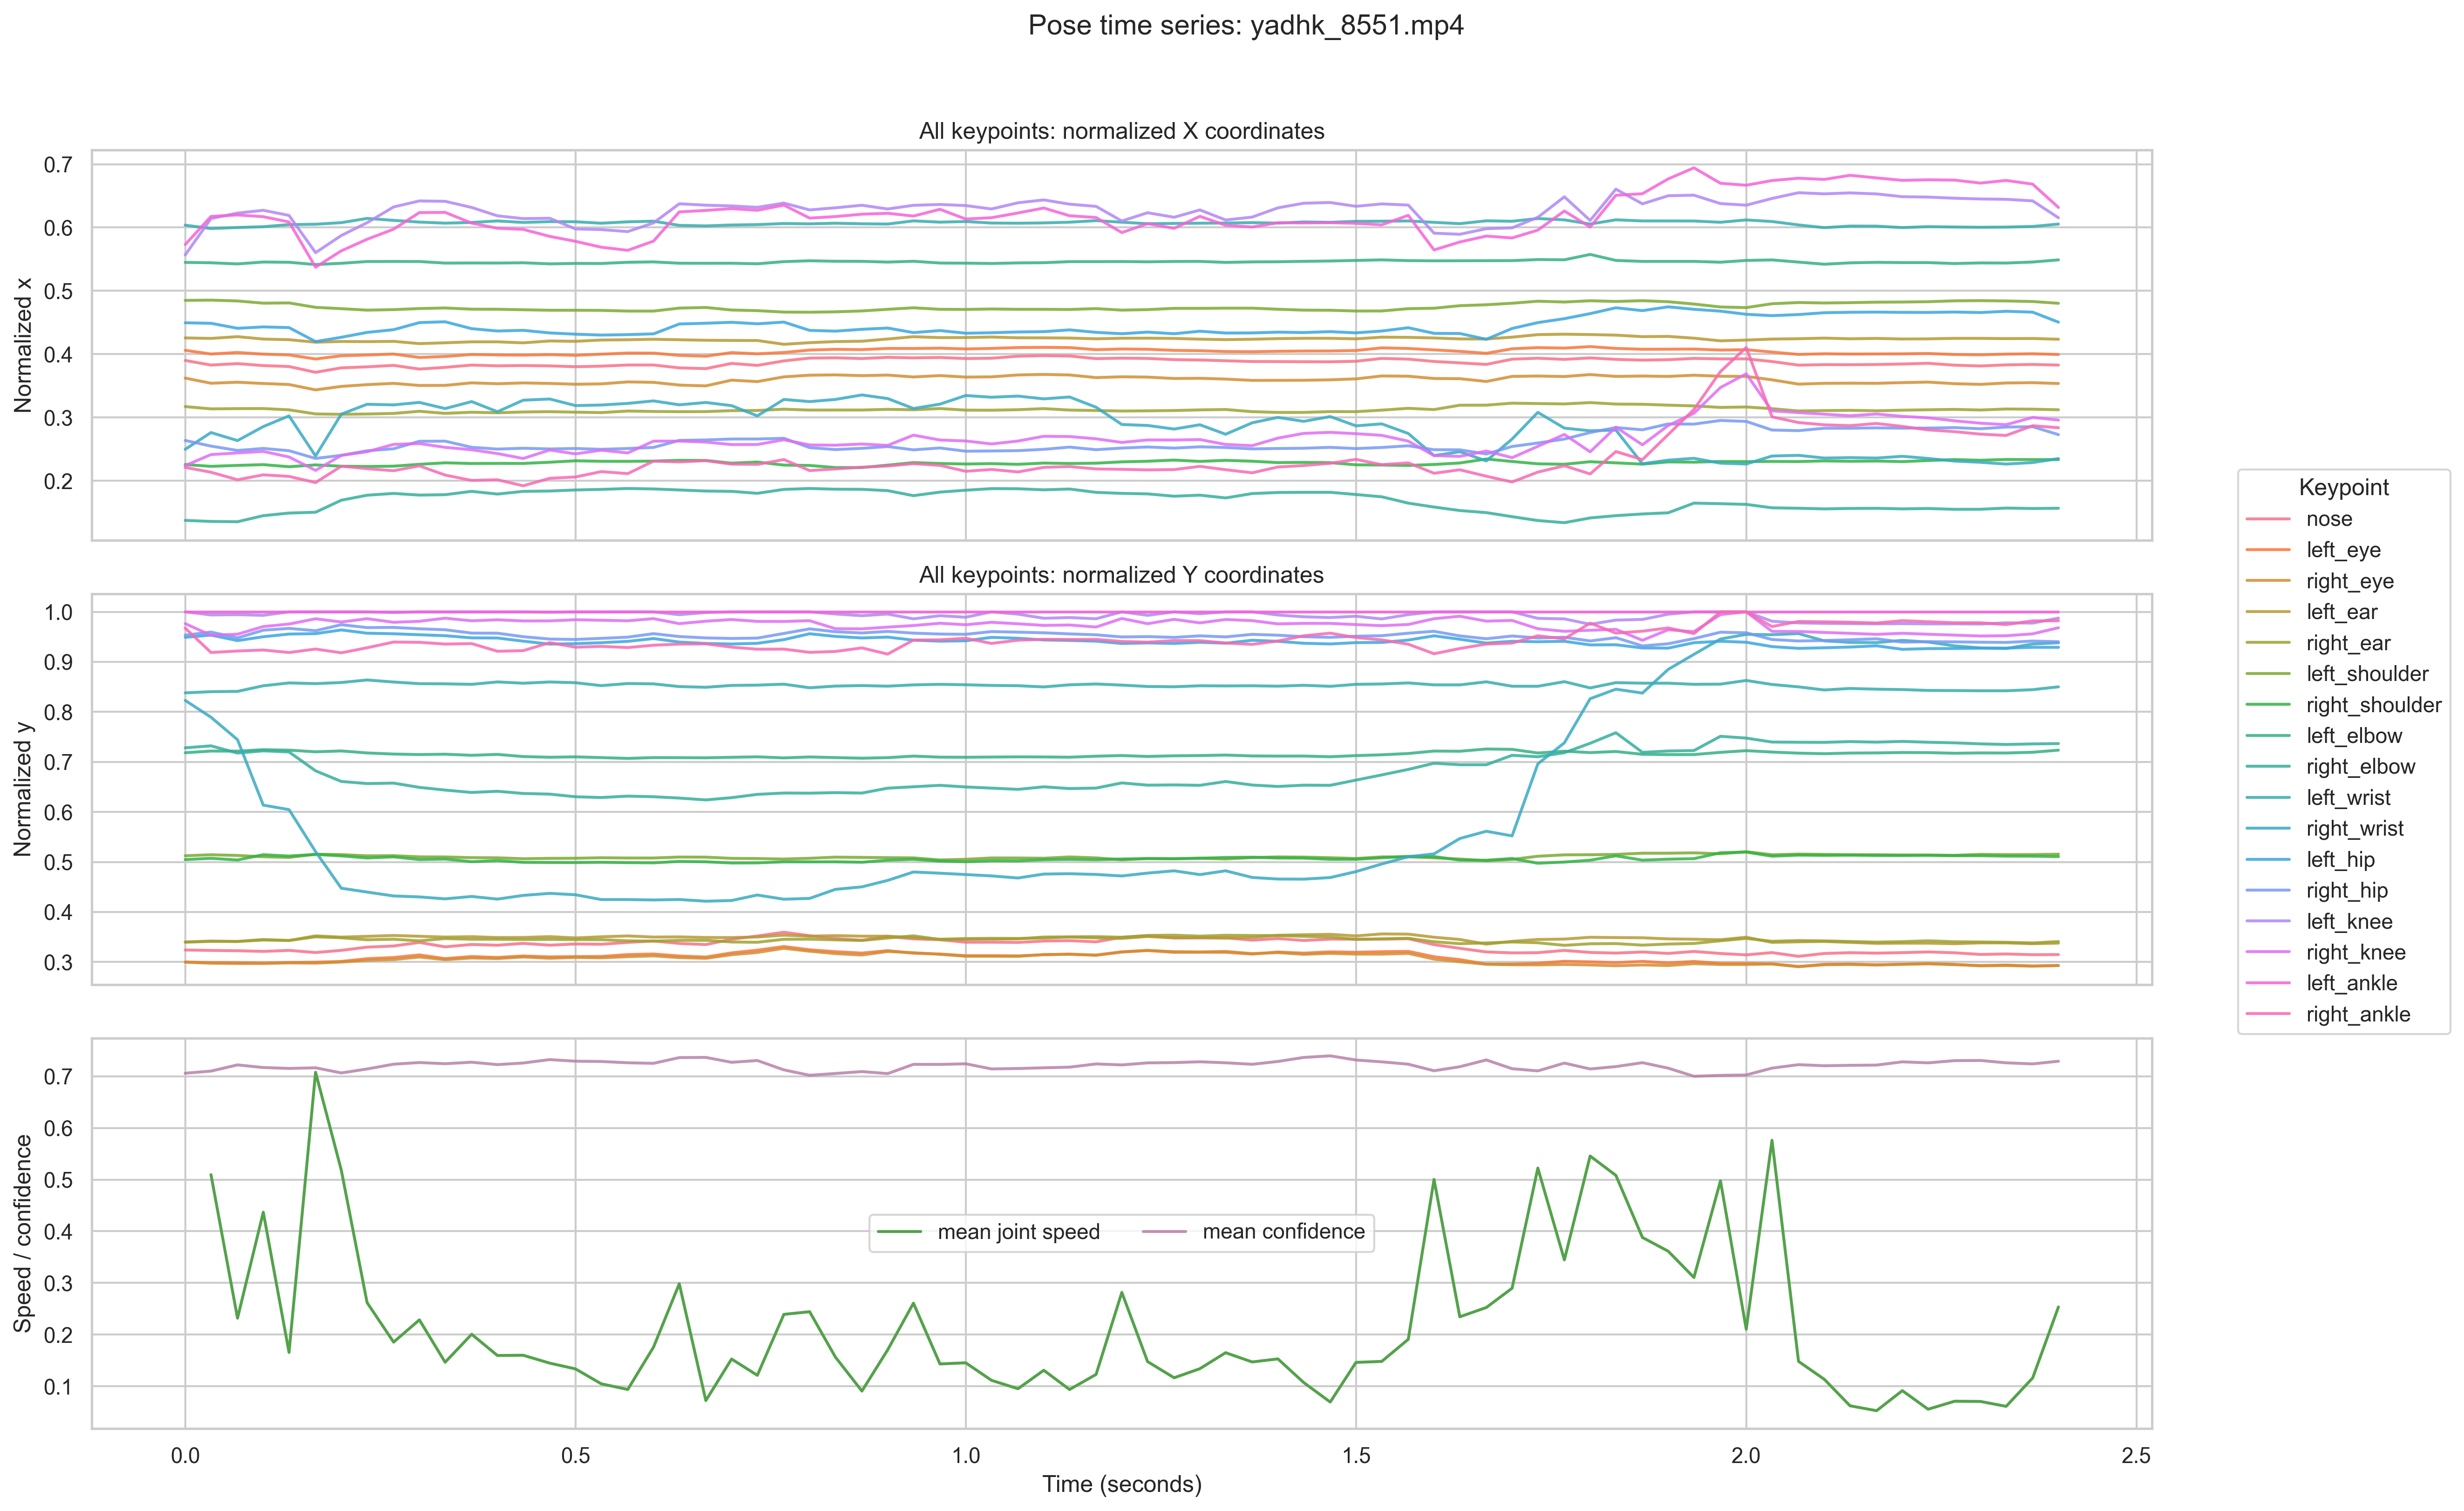 Pose time series: yadhk_8551.mp4
All keypoints: normalized X coordinates
Normalized x
0.7
0.6
0.5
0.4
0.3
0.2
All keypoints: normalized Y coordinates
Normalized y
1.0
0.9
0.8
0.7
0.6
0.5
0.4
0.3
Keypoint
nose
left_eye
right_eye
left_ear
right_ear
left_shoulder
right_shoulder
left_elbow
right_elbow
left_wrist
right_wrist
left_hip
right_hip
left_knee
right_knee
left_ankle
right_ankle
Speed / confidence
0.7
0.6
0.5
0.4
0.3
0.2
0.1
mean joint speed mean confidence
0.0 0.5 1.0 1.5 2.0 2.5
Time (seconds)